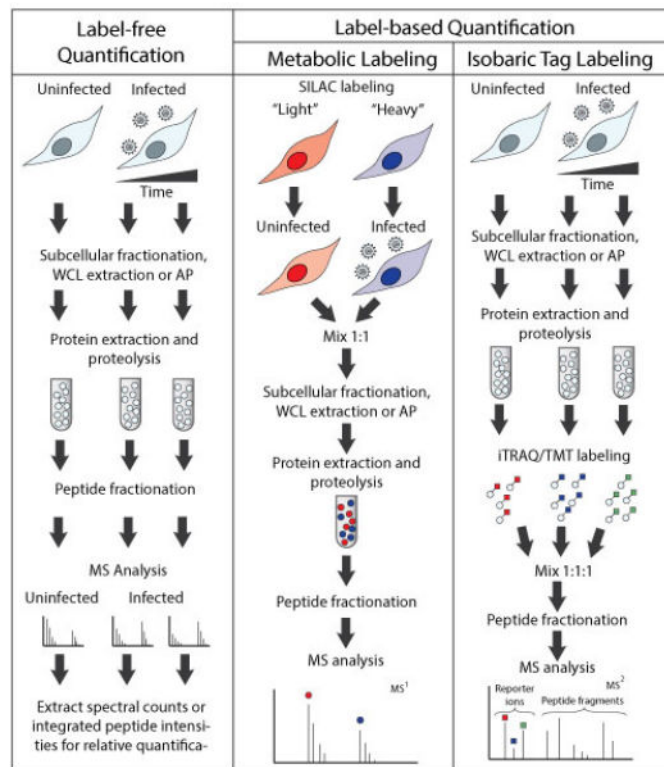 Label-free
Quantification
Uninfected Infected
Time
Subcellular fractionation,
WCL extraction or AP
Protein extraction and
proteolysis
Peptide fractionation
MS Analysis
Uninfected Infected
Extract spectral counts or
integrated peptide intensi-
ties for relative quantifica-
Label-based Quantification
Metabolic Labeling
SILAC labeling
"Light" "Heavy"
Uninfected Infected
Mix 1:1
Subcellular fractionation,
WCL extraction or AP
Protein extraction and
proteolysis
Peptide fractionation
MS analysis
MS1
Isobaric Tag Labeling
Uninfected Infected
Time
Subcellular fractionation,
WCL extraction or AP
Protein extraction and
proteolysis
iTRAQ/TMT labeling
Mix 1:1:1
Peptide fractionation
MS analysis
MS2
Reporter
ions
Peptide fragments